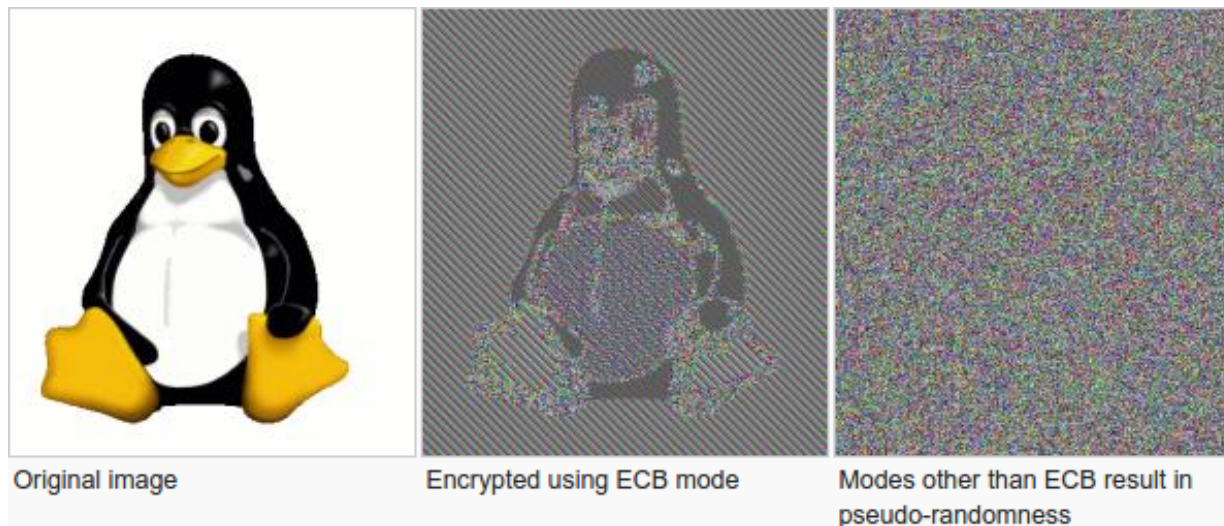 Original image
Encrypted using ECB mode
Modes other than ECB result in
pseudo-randomness